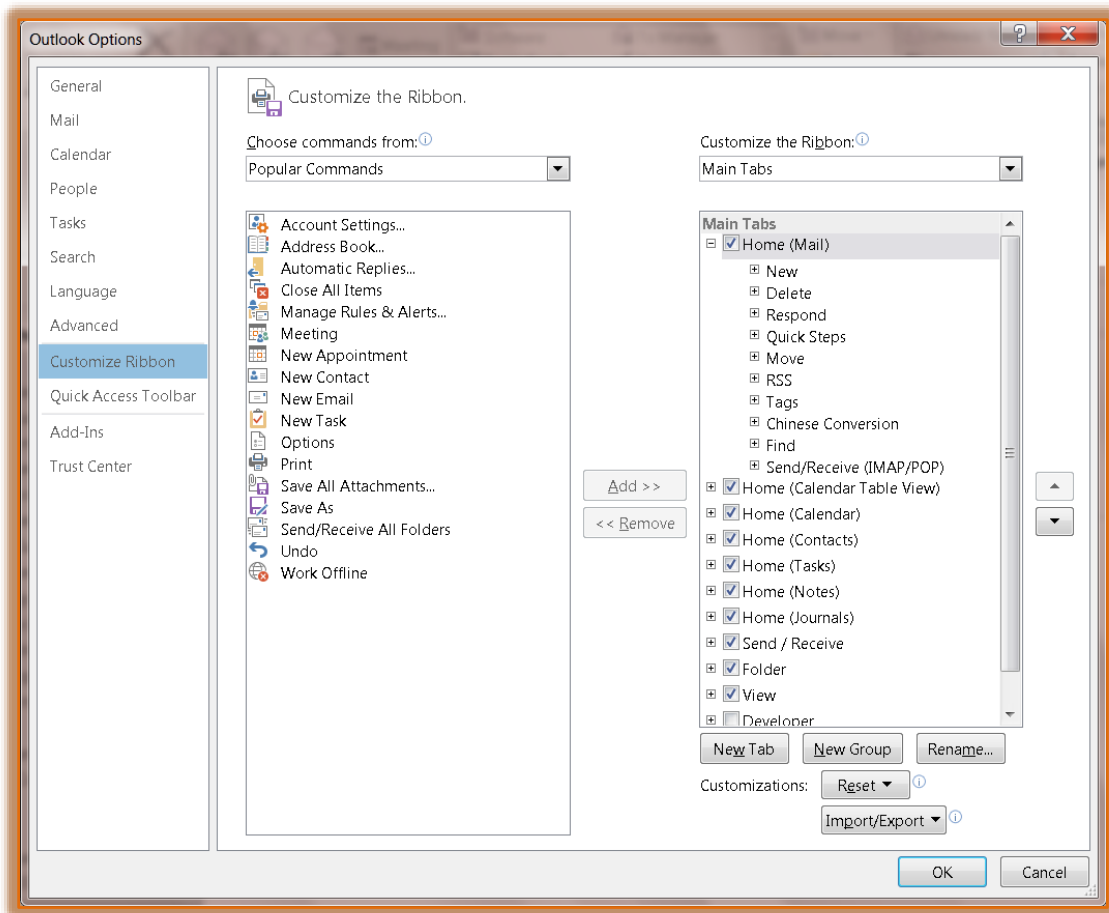 Outlook Options
General
Mail
Calendar
People
Tasks
Search
Language
Advanced
Customize Ribbon
Quick Access Toolbar
Add-Ins
Trust Center
Customize the Ribbon.
Choose commands from:
Popular Commands
Account Settings...
Address Book...
Automatic Replies...
Close All Items
Manage Rules & Alerts...
Meeting
New Appointment
New Contact
New Email
New Task
Options
Print
Save All Attachments...
Save As
Send/Receive All Folders
Undo
Work Offline
Add >>
<< Remove
Customize the Ribbon:
Main Tabs
Main Tabs
Home (Mail)
New
Delete
Respond
Quick Steps
Move
RSS
Tags
Chinese Conversion
Find
Send/Receive (IMAP/POP)
Home (Calendar Table View)
Home (Calendar)
Home (Contacts)
Home (Tasks)
Home (Notes)
Home (Journals)
Send / Receive
Folder
View
Developer
New Tab New Group Rename...
Customizations: Reset
Import/Export
OK Cancel